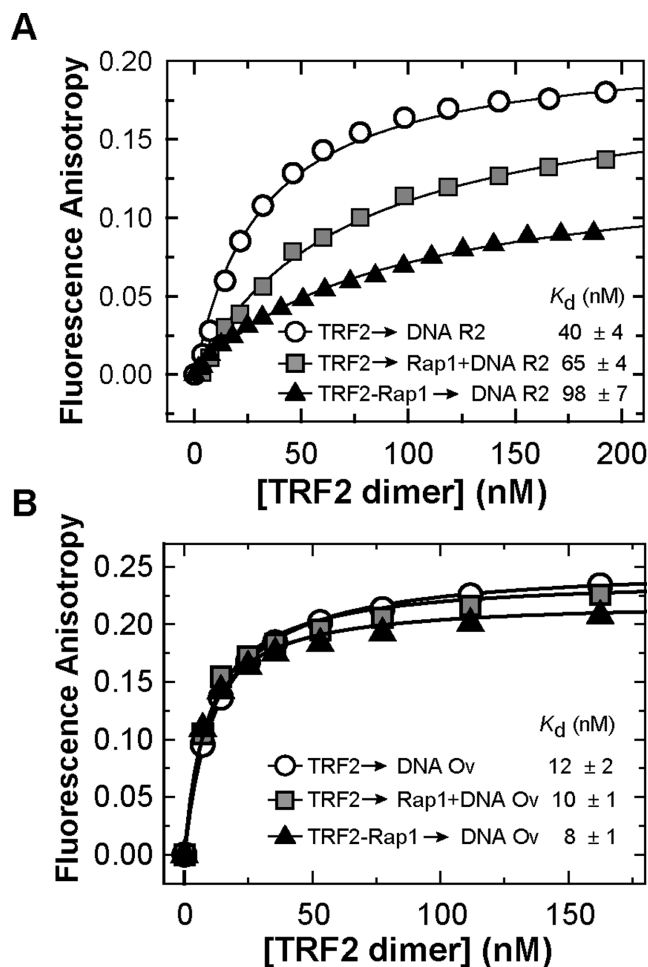 A
Fluorescence Anisotropy
0.20
0.15
0.10
0.05
0.00
Kd (nM)
TRF2→ DNA R2 40 ± 4
TRF2→ Rap1+DNA R2 65 ± 4
TRF2-Rap1→ DNA R2 98 ± 7
0 50 100 150 200
[TRF2 dimer] (nM)
B
Fluorescence Anisotropy
0.25
0.20
0.15
0.10
0.05
0.00
Kd (nM)
TRF2→ DNA Ov 12 ± 2
TRF2→ Rap1+DNA Ov 10 ± 1
TRF2-Rap1→ DNA Ov 8 ± 1
0 50 100 150
[TRF2 dimer] (nM)